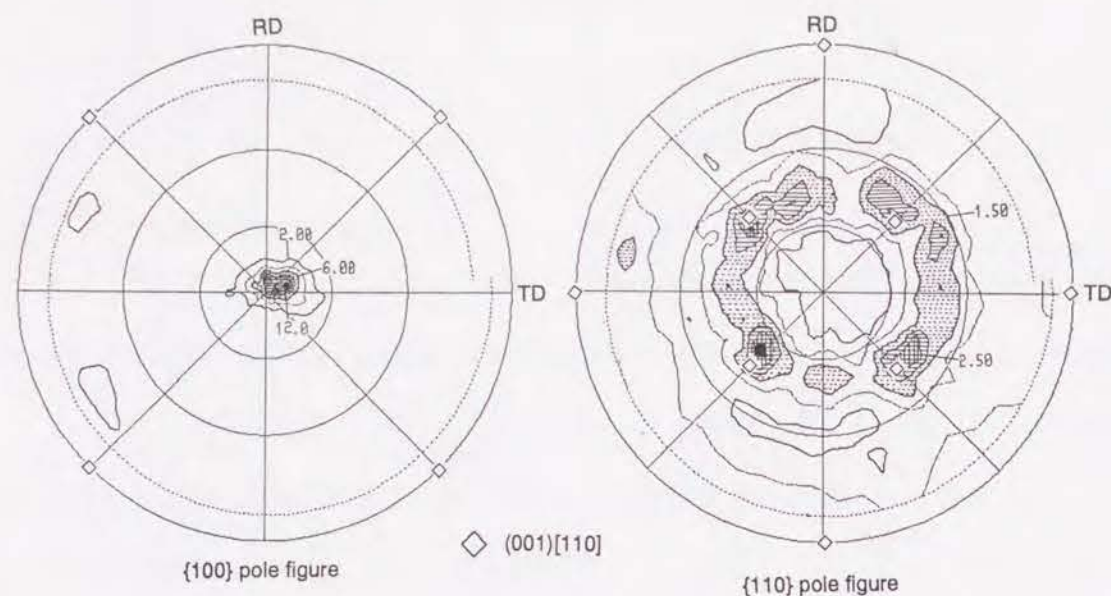 RD
2.00
6.00
12.0
TD
{100} pole figure
RD
1.50
2.50
TD
{110} pole figure
(001)[110]